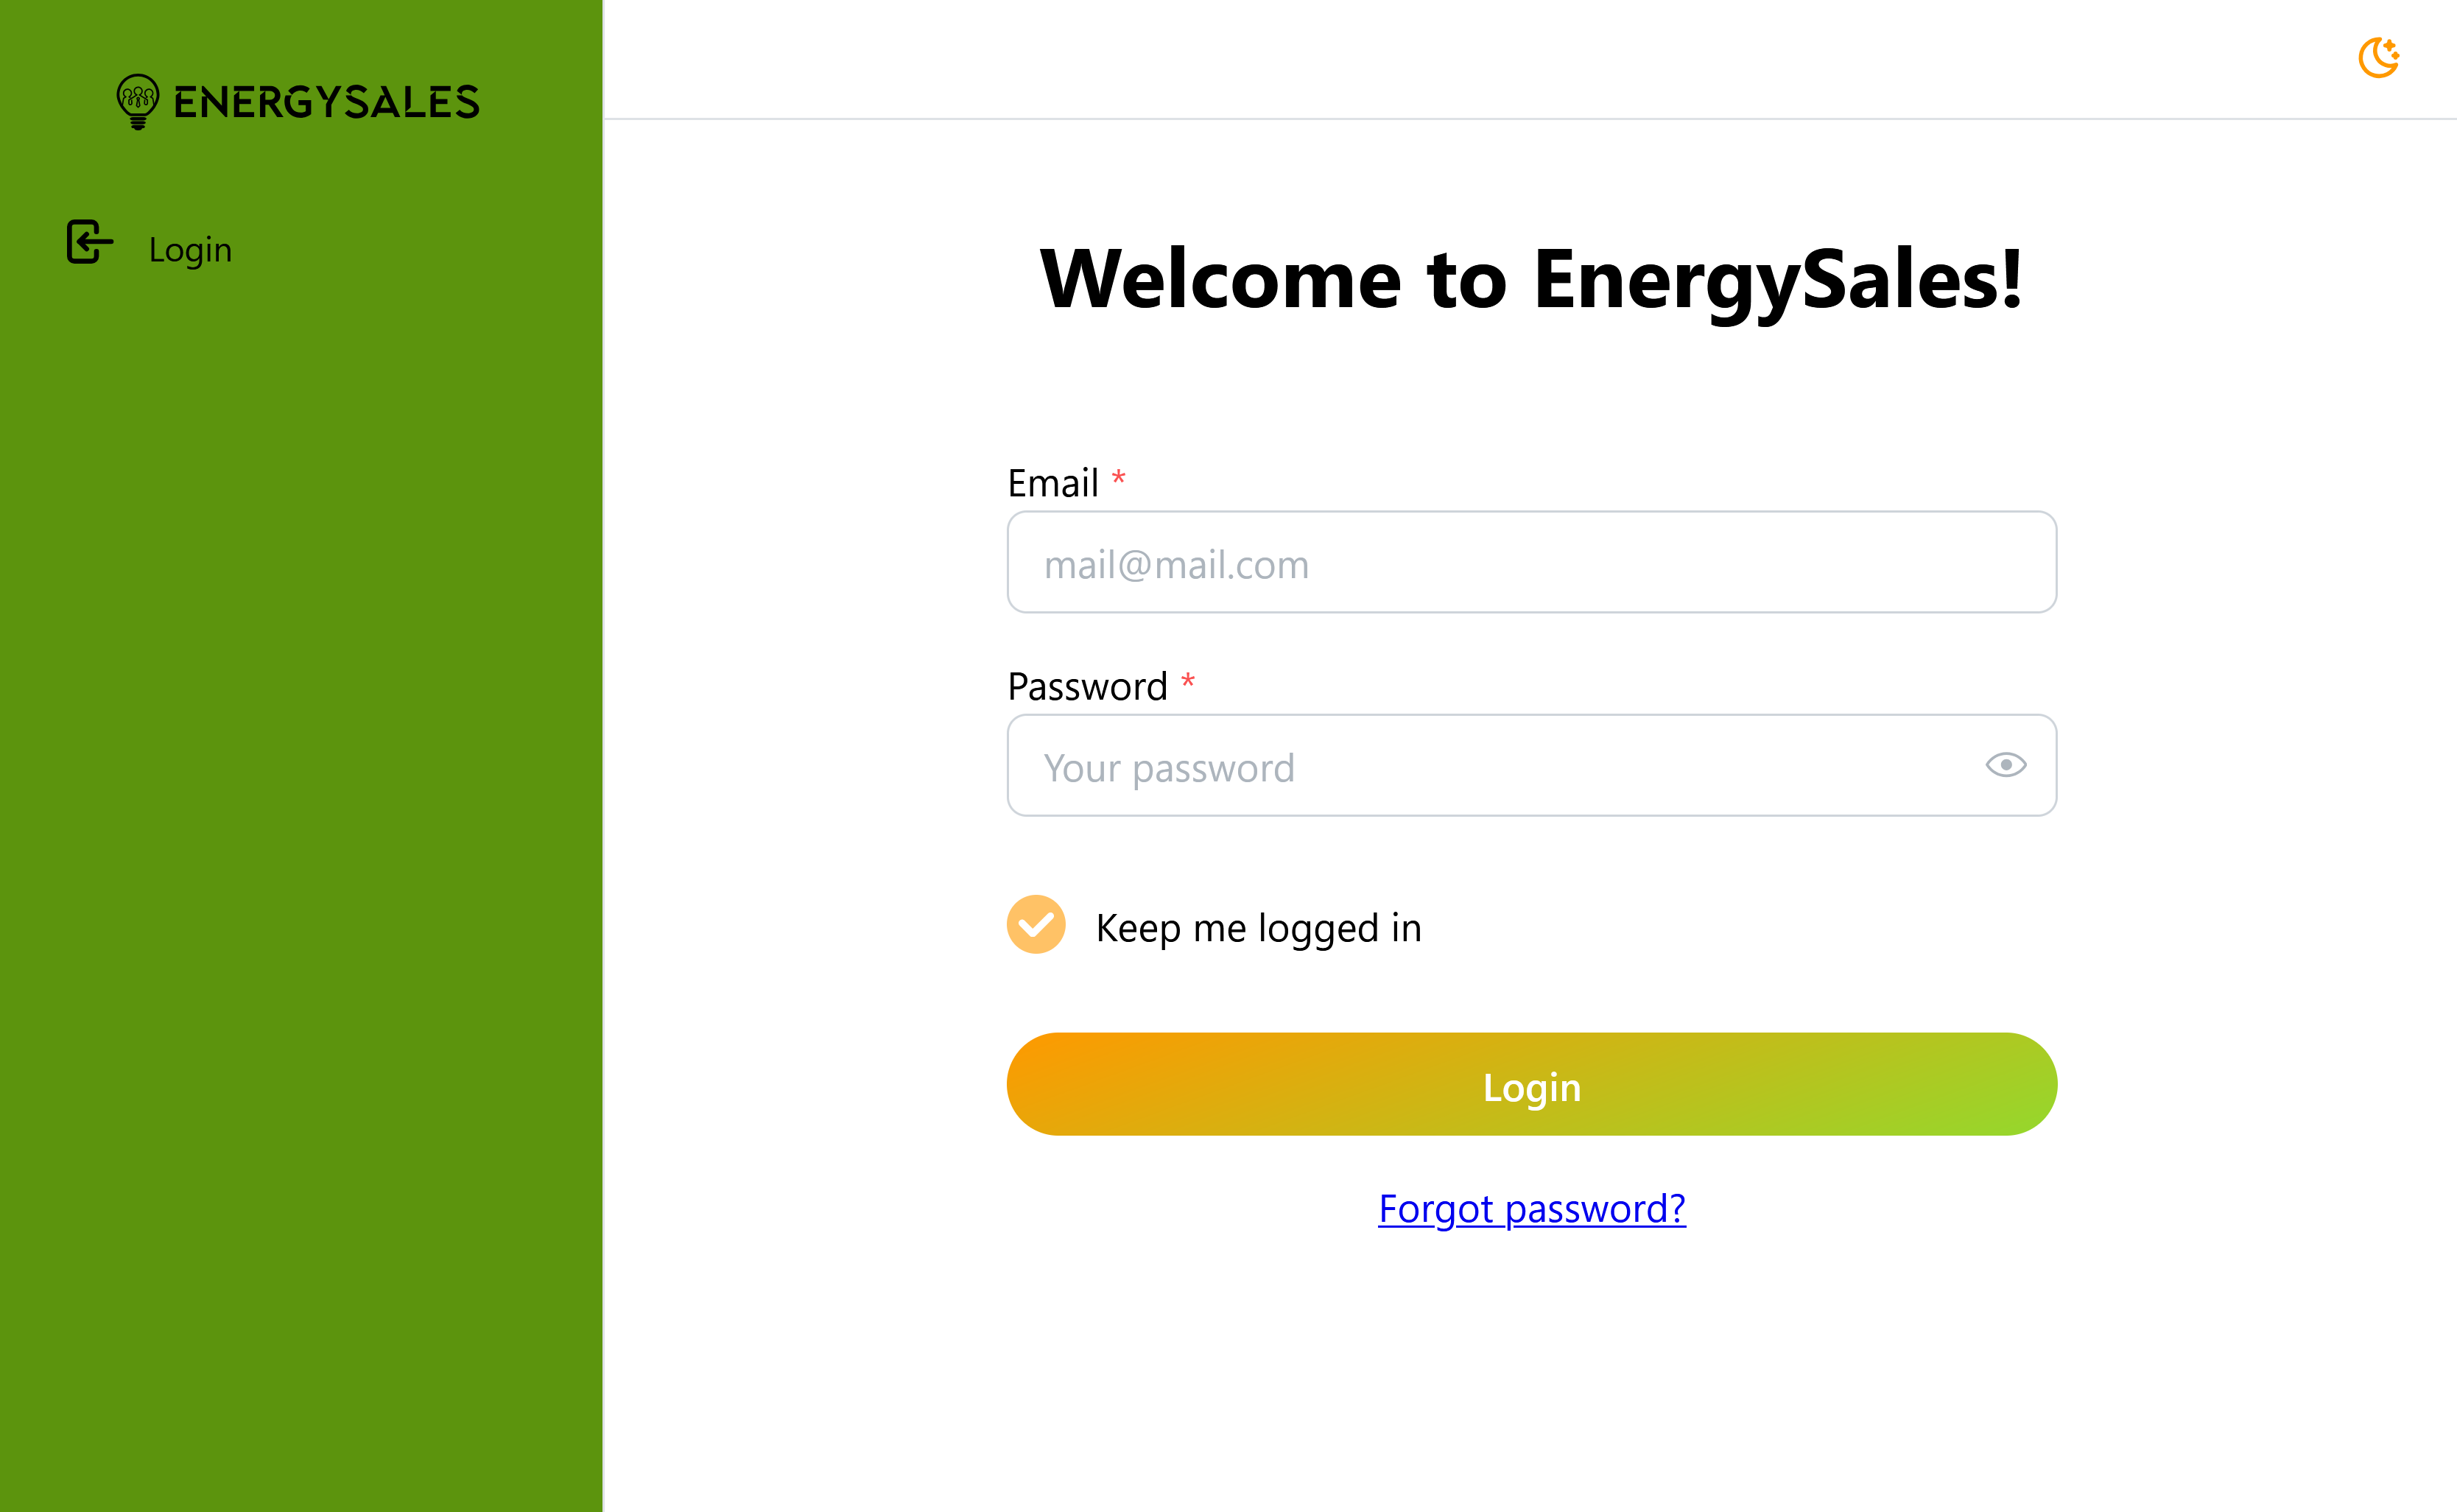 ENERGYSALES
Login
Welcome to EnergySales!
Email *
mail@mail.com
Password *
Your password
Keep me logged in
Login
Forgot password?